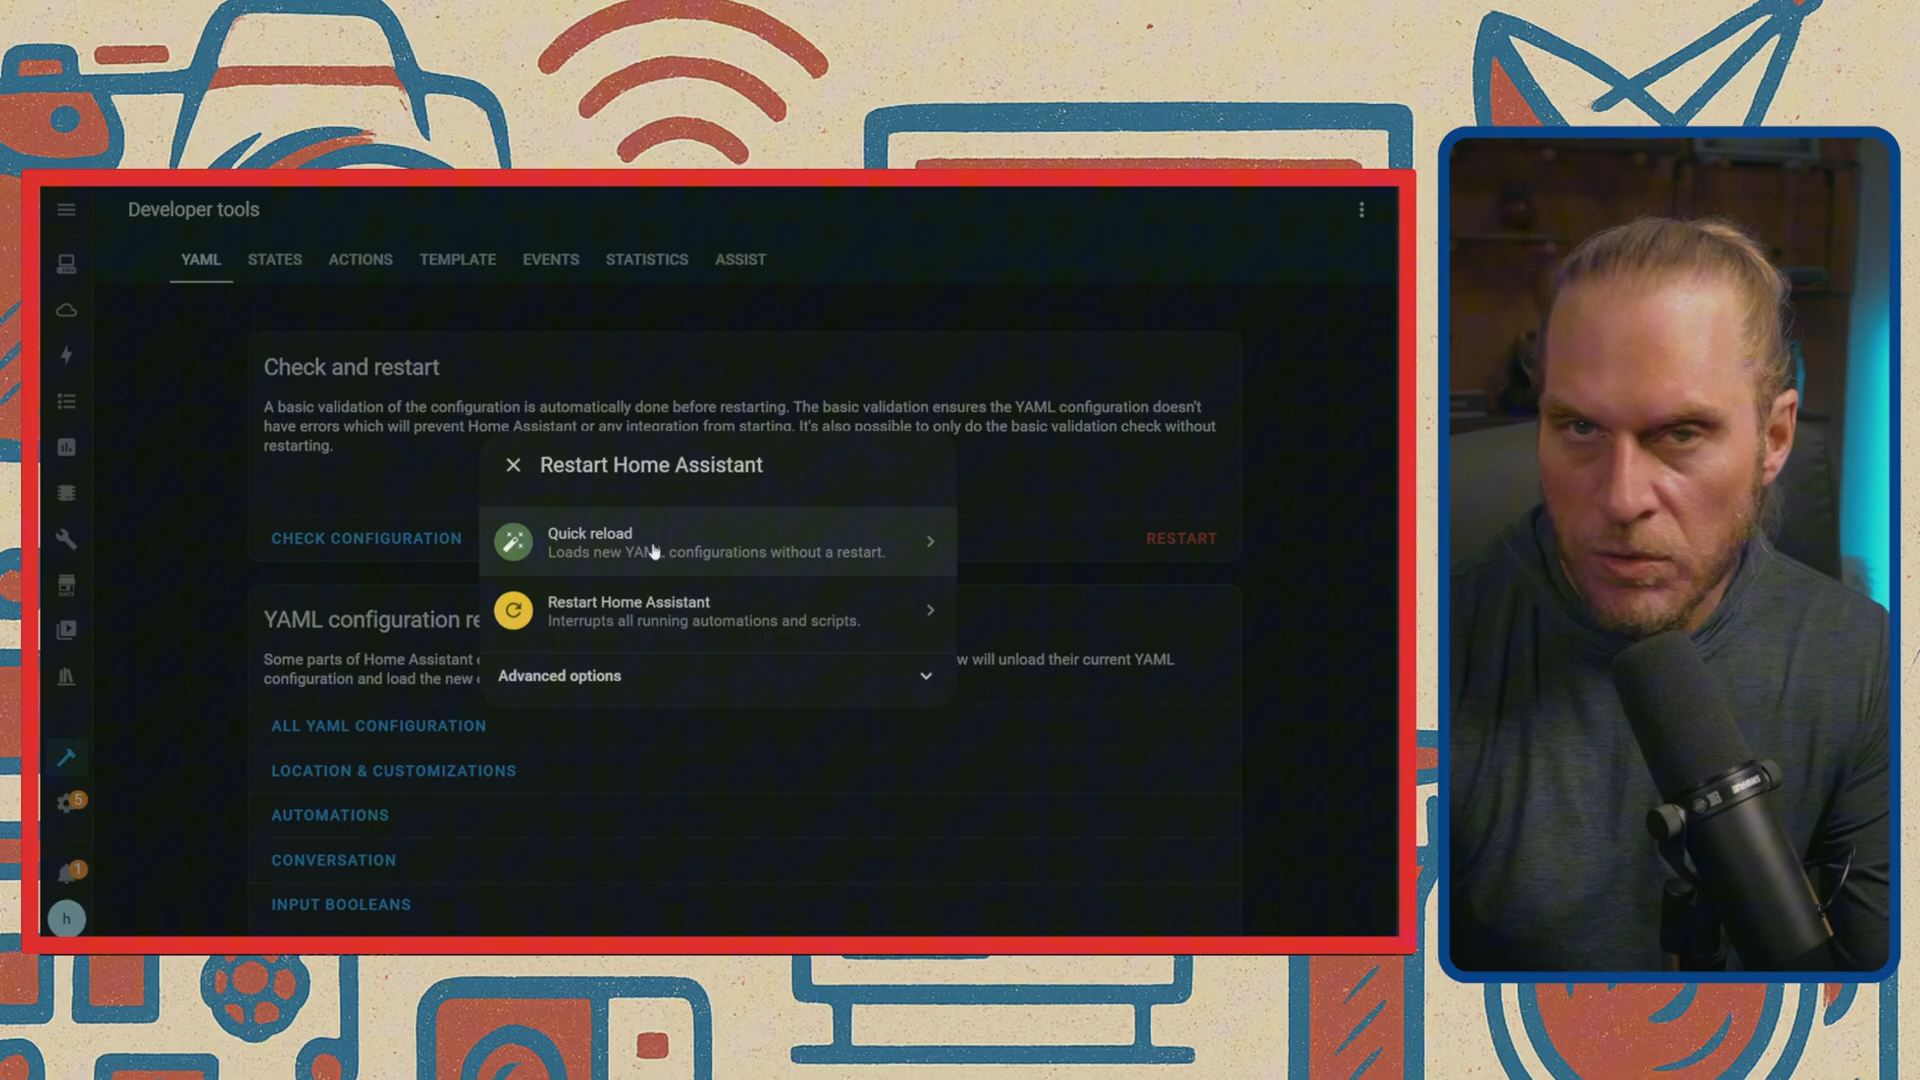 Developer tools
YAML STATES ACTIONS TEMPLATE EVENTS STATISTICS ASSIST
Check and restart
A basic validation of the configuration is automatically done before restarting. The basic validation ensures the YAML configuration doesn't
have errors which will prevent Home Assistant or any integration from starting. It's also possible to only do the basic validation check without
restarting.
Restart Home Assistant
Quick reload
Loads new YAML configurations without a restart.
CHECK CONFIGURATION
RESTART
Restart Home Assistant
Interrupts all running automations and scripts.
YAML configuration re
Some parts of Home Assistant w will unload their current YAML
configuration and load the new
Advanced options
ALL YAML CONFIGURATION
LOCATION & CUSTOMIZATIONS
5
AUTOMATIONS
CONVERSATION
1
INPUT BOOLEANS
h